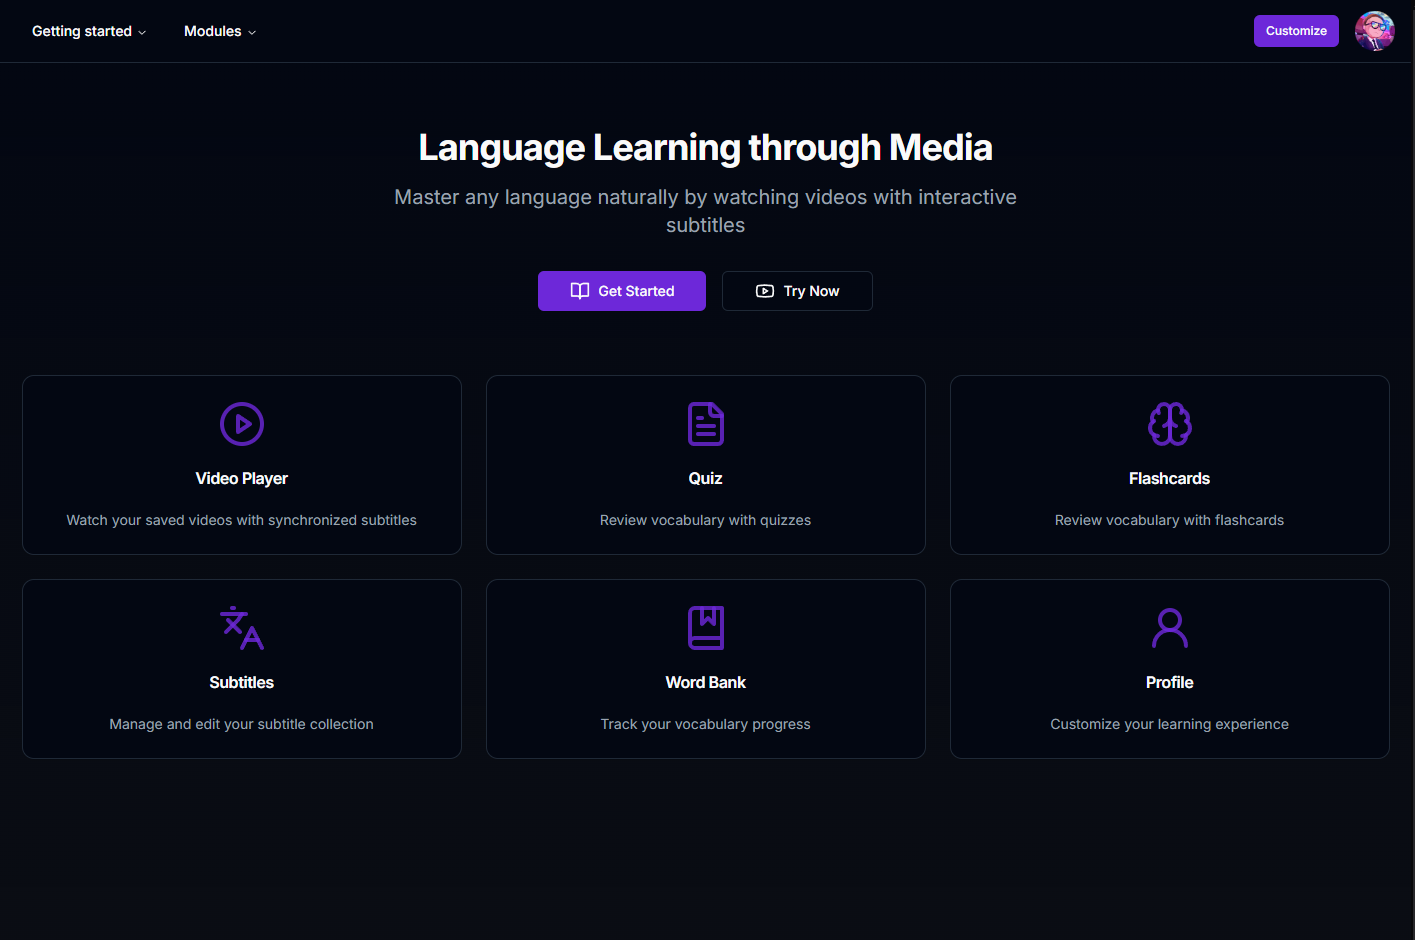 Getting started
Modules
Customize
Language Learning through Media
Master any language naturally by watching videos with interactive
subtitles
Get Started
Try Now
Video Player
Watch your saved videos with synchronized subtitles
Quiz
Review vocabulary with quizzes
Flashcards
Review vocabulary with flashcards
Subtitles
Manage and edit your subtitle collection
Word Bank
Track your vocabulary progress
Profile
Customize your learning experience